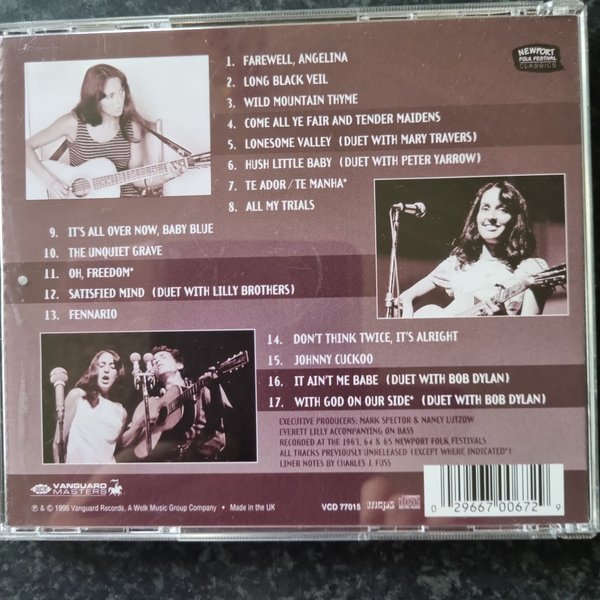 NEWPORT
FOLK FESTIVAL
CLASSICS
1. FAREWELL, ANGELINA
2. LONG BLACK VEIL
3. WILD MOUNTAIN THYME
4. COME ALL YE FAIR AND TENDER MAIDENS
5. LONESOME VALLEY (DUET WITH MARY TRAVERS)
6. HUSH LITTLE BABY (DUET WITH PETER YARROW)
7. TE ADOR/TE MANHA*
8. ALL MY TRIALS
9. IT'S ALL OVER NOW, BABY BLUE
10. THE UNQUIET GRAVE
11. OH, FREEDOM*
12. SATISFIED MIND (DUET WITH LILLY BROTHERS)
13. FENNARIO
14. DON'T THINK TWICE, IT'S ALRIGHT
15. JOHNNY CUCKOO
16. IT AIN'T ME BABE (DUET WITH BOB DYLAN)
17. WITH GOD ON OUR SIDE* (DUET WITH BOB DYLAN)
EXECUTIVE PRODUCERS: MARK SPECTOR & NANCY LUTZOW
EVERETT LILLY ACCOMPANYING ON BASS
RECORDED AT THE 1963, 64 & 65 NEWPORT FOLK FESTIVALS
ALL TRACKS PREVIOUSLY UNRELEASED (EXCEPT WHERE INDICATED*)
LINER NOTES BY CHARLES J. FUSS
VANGUARD
MASTERS
℗ & © 1996 Vanguard Records, A Welk Music Group Company • Made in the UK
VCD 77015
mcps
0 29667 00672 9